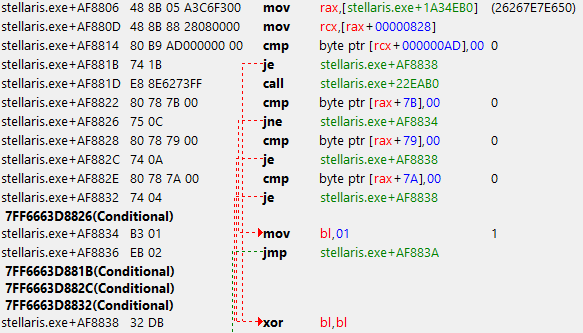 stellaris.exe+AF8806 48 8B 05 A3C6F300 mov rax,[stellaris.exe+1A34EB0] (26267E7E650)
stellaris.exe+AF880D 48 8B 88 28080000 mov rcx,[rax+00000828]
stellaris.exe+AF8814 80 B9 AD000000 00 cmp byte ptr [rcx+000000AD],00 0
stellaris.exe+AF881B 74 1B je stellaris.exe+AF8838
stellaris.exe+AF881D E8 8E6273FF call stellaris.exe+22EAB0
stellaris.exe+AF8822 80 78 7B 00 cmp byte ptr [rax+7B],00 0
stellaris.exe+AF8826 75 0C jne stellaris.exe+AF8834
stellaris.exe+AF8828 80 78 79 00 cmp byte ptr [rax+79],00 0
stellaris.exe+AF882C 74 0A je stellaris.exe+AF8838
stellaris.exe+AF882E 80 78 7A 00 cmp byte ptr [rax+7A],00 0
stellaris.exe+AF8832 74 04 je stellaris.exe+AF8838
7FF6663D8826(Conditional)
stellaris.exe+AF8834 B3 01 mov bl,01 1
stellaris.exe+AF8836 EB 02 jmp stellaris.exe+AF883A
7FF6663D881B(Conditional)
7FF6663D882C(Conditional)
7FF6663D8832(Conditional)
stellaris.exe+AF8838 32 DB xor bl,bl